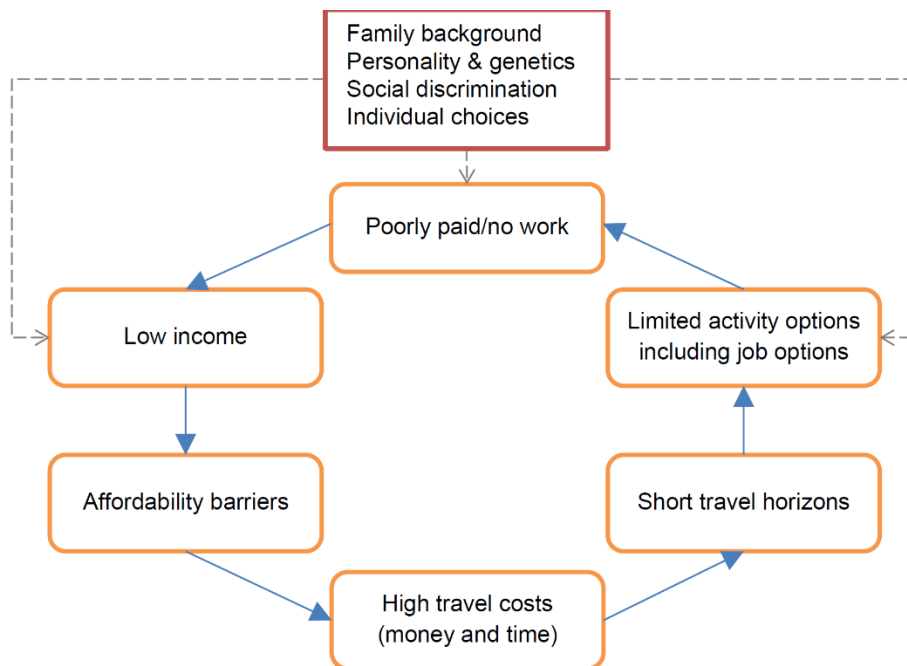 Family background
Personality & genetics
Social discrimination
Individual choices
Poorly paid/no work
Low income
Limited activity options
including job options
Affordability barriers
Short travel horizons
High travel costs
(money and time)